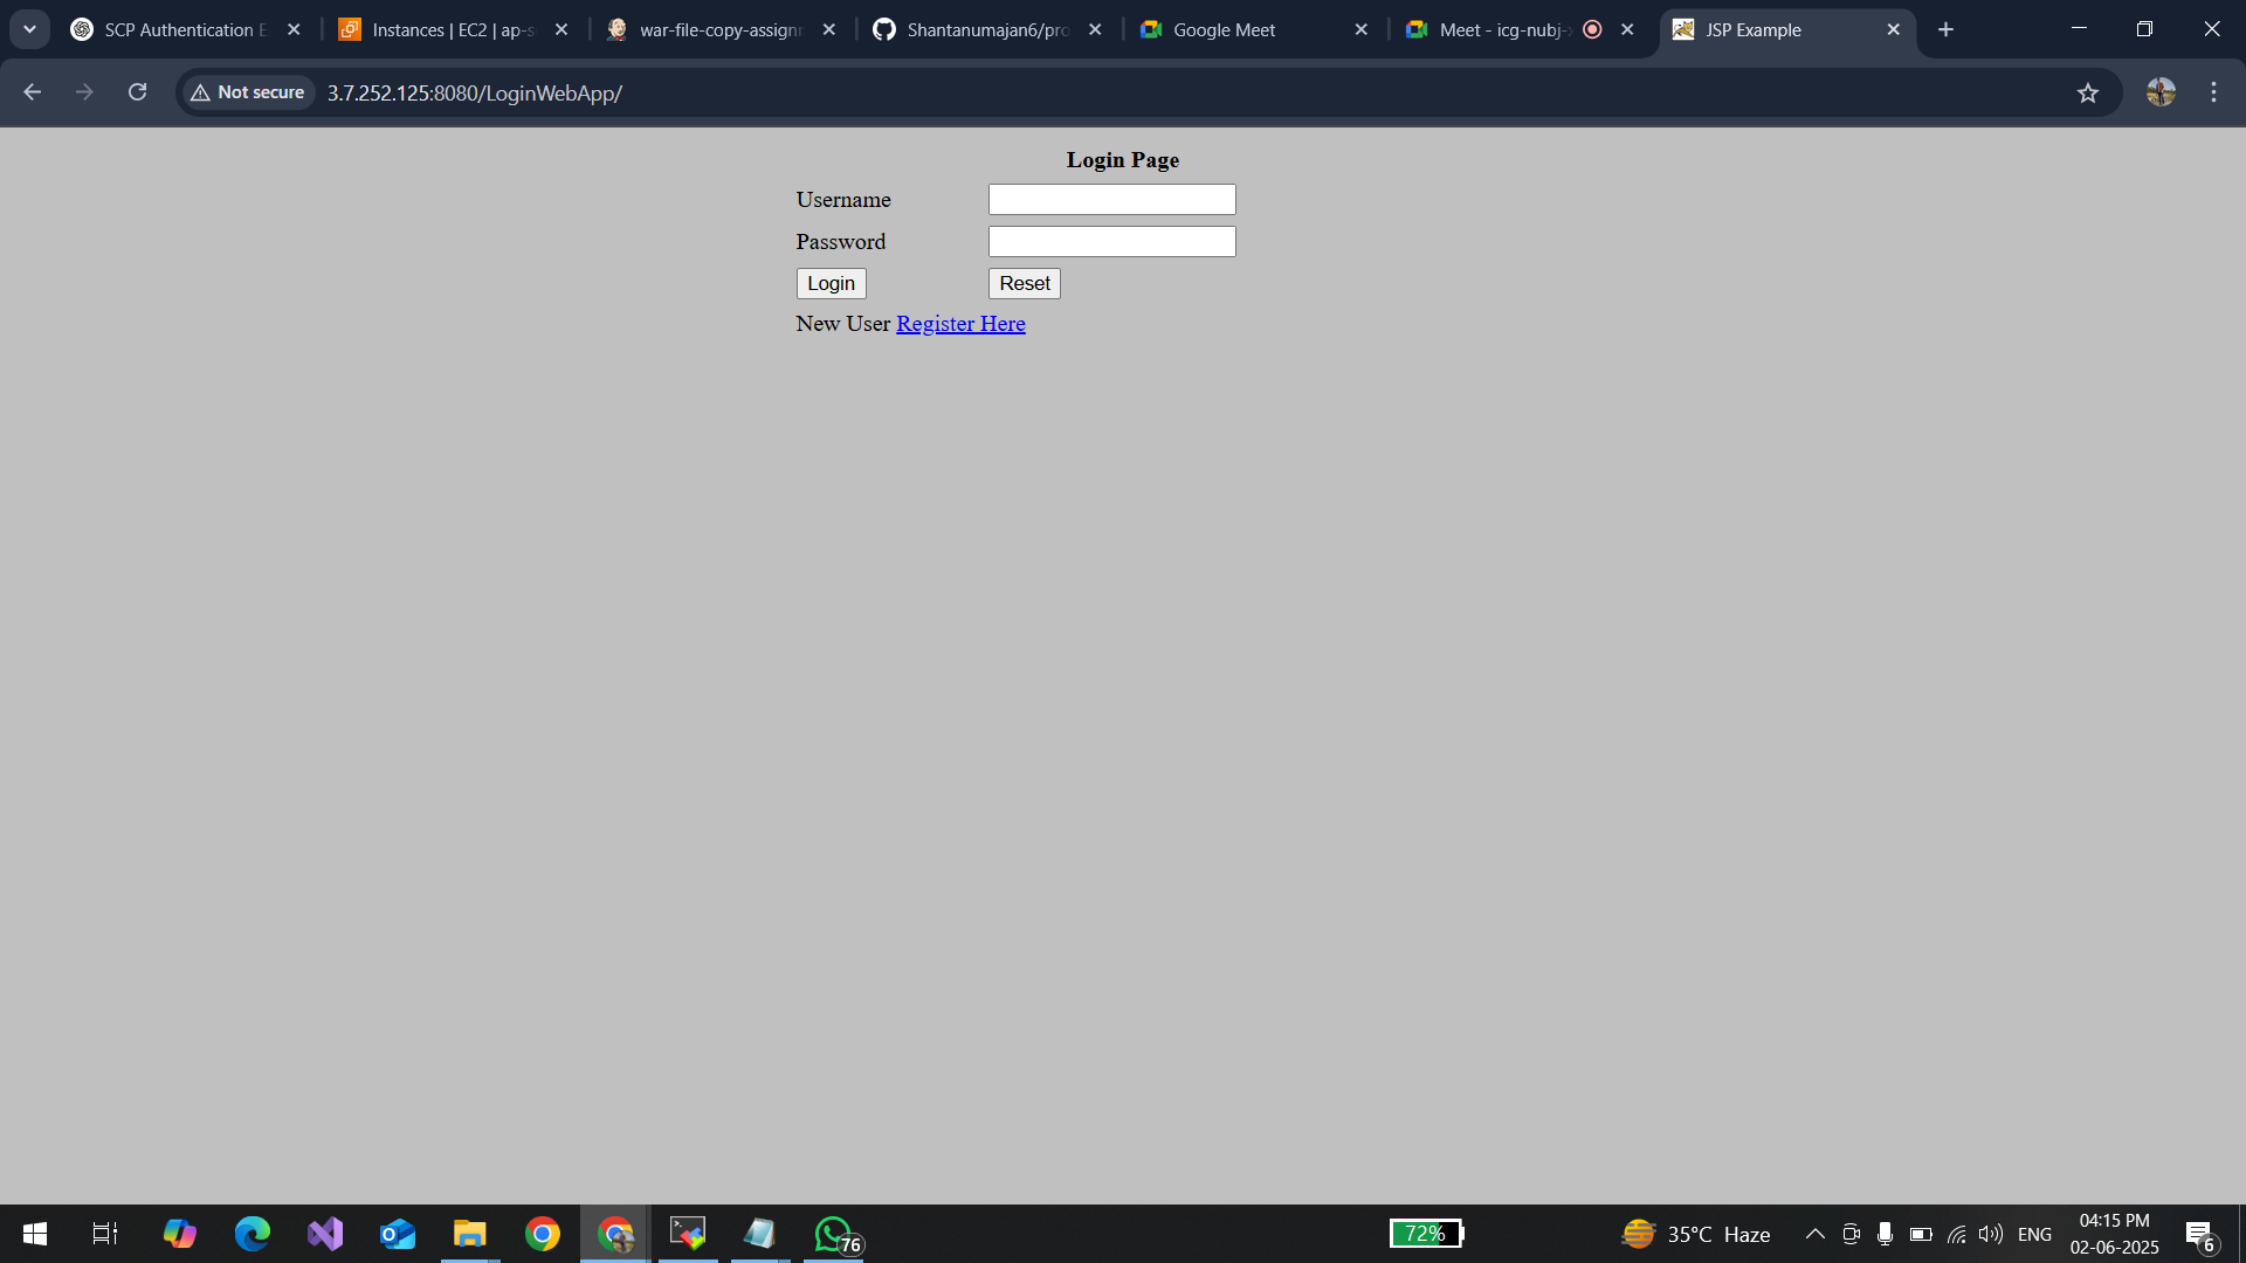 SCP Authentication E
Instances | EC2 | ap-s
war-file-copy-assignm
Shantanumajan6/pro
Google Meet
Meet - icg-nubj-
JSP Example
Not secure
3.7.252.125:8080/LoginWebApp/
Login Page
Username
Password
Login Reset
New User Register Here
76
72%
35°C Haze
ENG
04:15 PM
02-06-2025
6